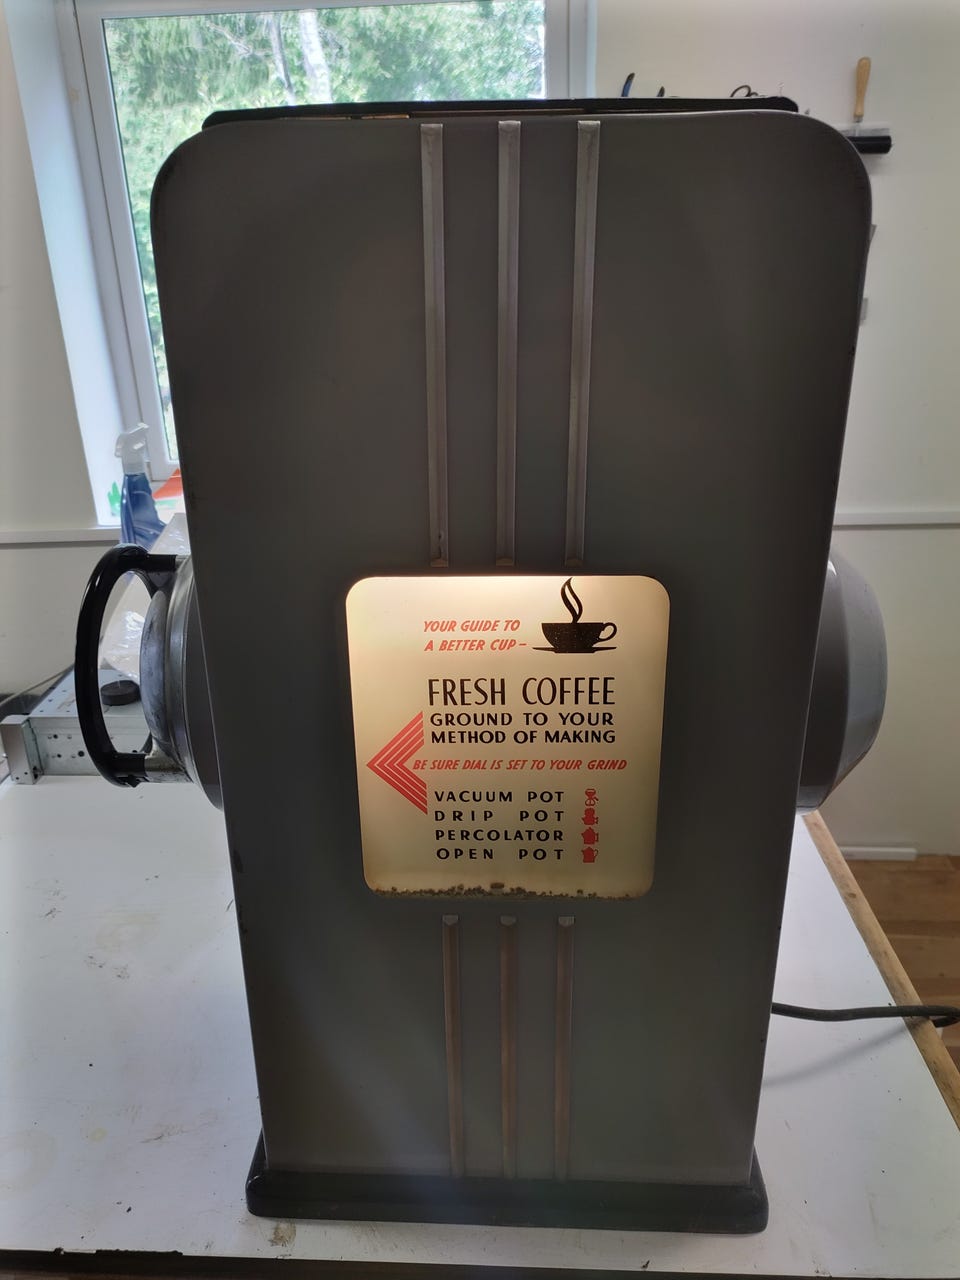 YOUR GUIDE TO
A BETTER CUP–
FRESH COFFEE
GROUND TO YOUR
METHOD OF MAKING
BE SURE DIAL IS SET TO YOUR GRIND
VACUUM POT
DRIP POT
PERCOLATOR
OPEN POT